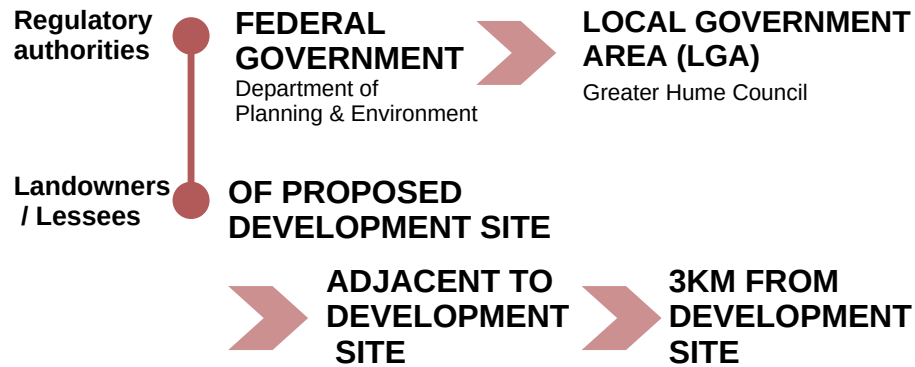 Regulatory
authorities
FEDERAL
GOVERNMENT
Department of
Planning & Environment
LOCAL GOVERNMENT
AREA (LGA)
Greater Hume Council
Landowners
/ Lessees
OF PROPOSED
DEVELOPMENT SITE
ADJACENT TO
DEVELOPMENT
SITE
3KM FROM
DEVELOPMENT
SITE